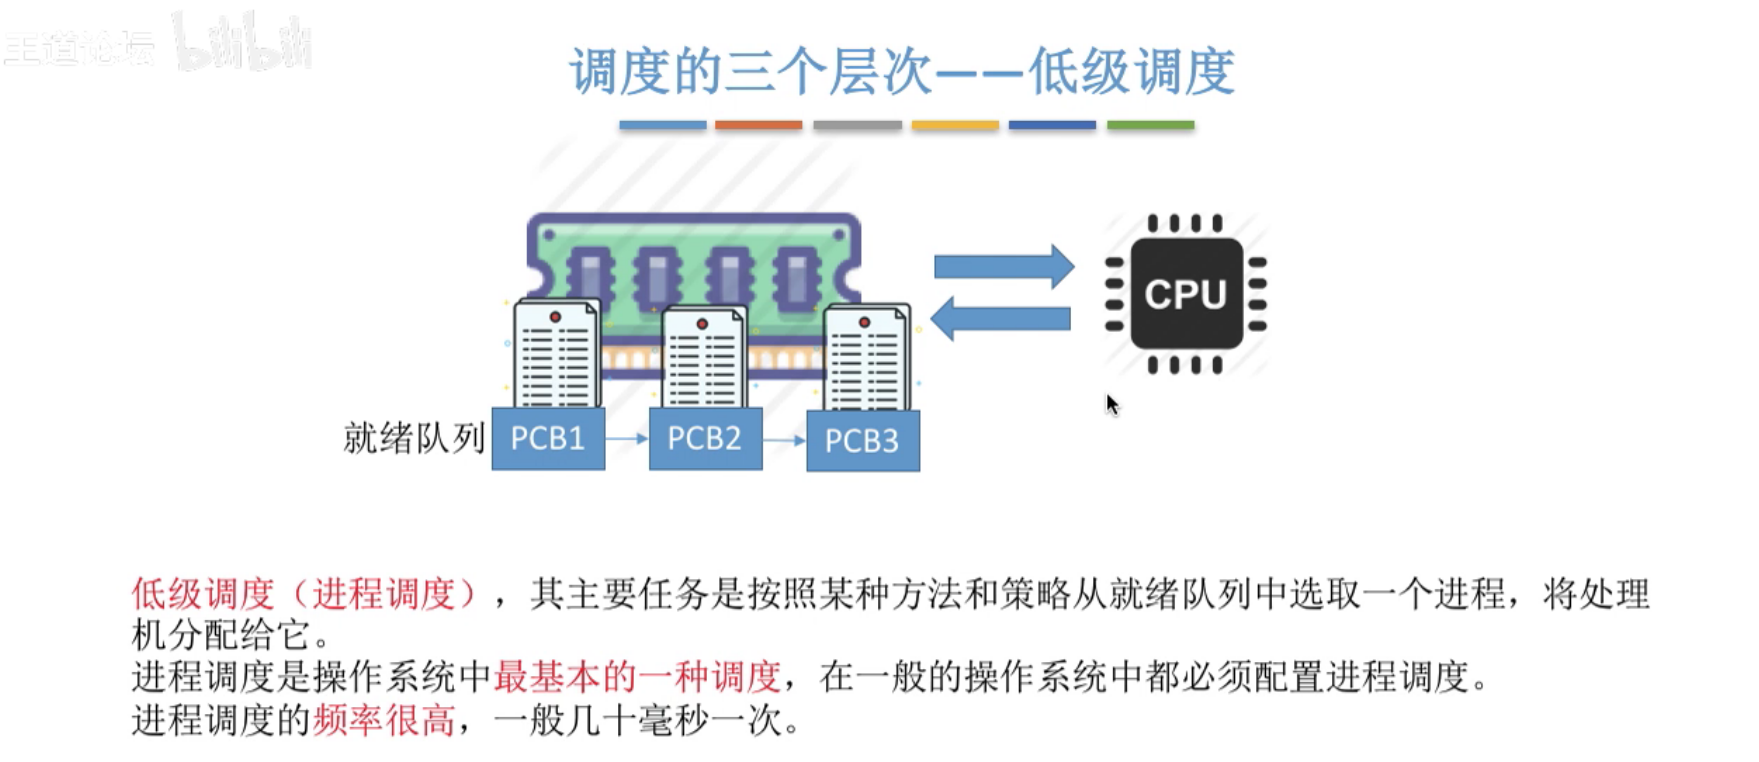 王道论坛 bilibili
调度的三个层次——低级调度
CPU
就绪队列 PCB1 PCB2 PCB3
低级调度（进程调度），其主要任务是按照某种方法和策略从就绪队列中选取一个进程，将处理
机分配给它。
进程调度是操作系统中最基本的一种调度，在一般的操作系统中都必须配置进程调度。
进程调度的频率很高，一般几十毫秒一次。